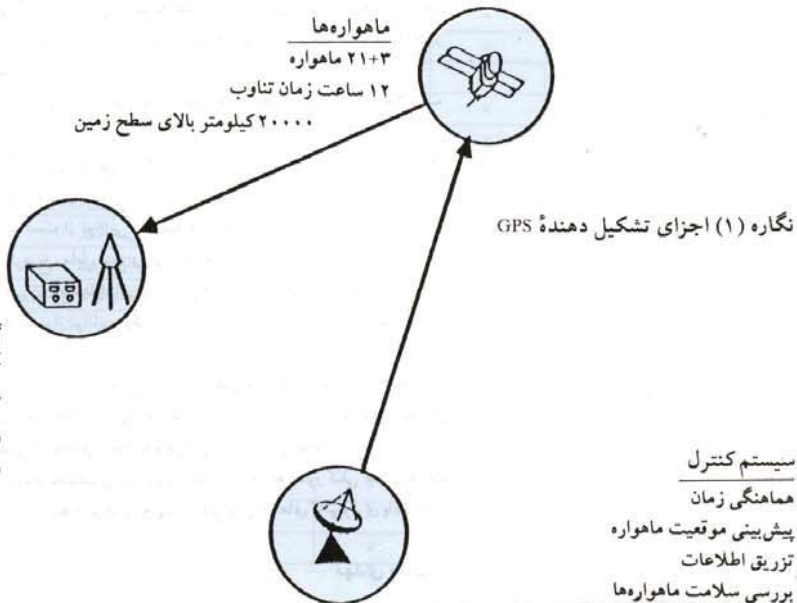 ماهواره‌ها
۲۱+۳ ماهواره
۱۲ ساعت زمان تناوب
۲۰۰۰۰ کیلومتر بالای سطح زمین
نگاره (۱) اجزای تشکیل دهندهٔ GPS
سیستم کنترل
هماهنگی زمان
پیش‌بینی موقعیت ماهواره
تزریق اطلاعات
بررسی سلامت ماهواره‌ها